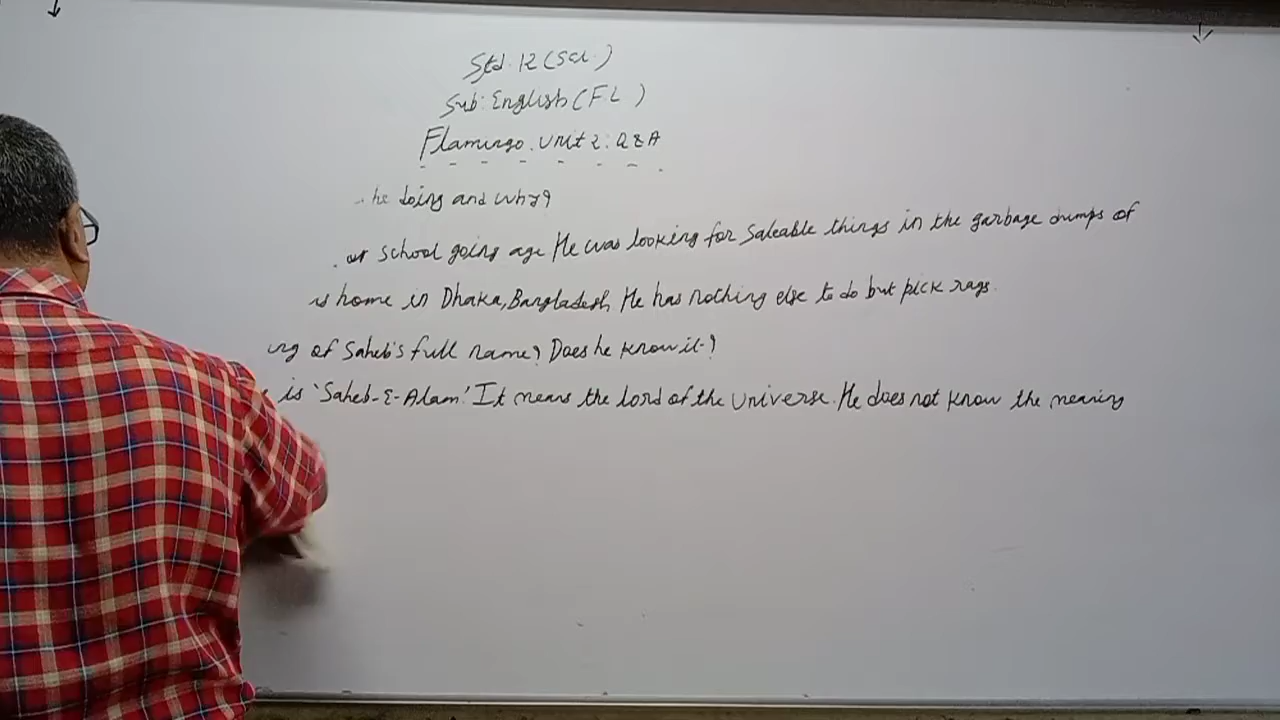 Std. 12 (Sci.)
Sub: English (F.L)
Flamingo. Unit 2: Q & A
he doing and why?
school going age He was looking for Saleable things in the garbage dumps of
is home in Dhaka, Bangladesh. He has nothing else to do but pick rags.
ing of Saheb's full name? Does he know it?
is 'Saheb-E-Alam.' It means the lord of the Universe. He does not know the meaning